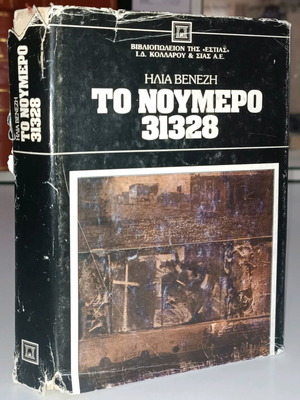 ΒΙΒΛΙΟΠΩΛΕΙΟΝ ΤΗΣ «ΕΣΤΙΑΣ»
Ι.Δ. ΚΟΛΛΑΡΟΥ & ΣΙΑΣ Α.Ε.
ΗΛΙΑ ΒΕΝΕΖΗ
ΤΟ ΝΟΥΜΕΡΟ
31328
ΗΛΙΑ ΒΕΝΕΖΗ
ΤΟ ΝΟΥΜΕΡΟ
31328